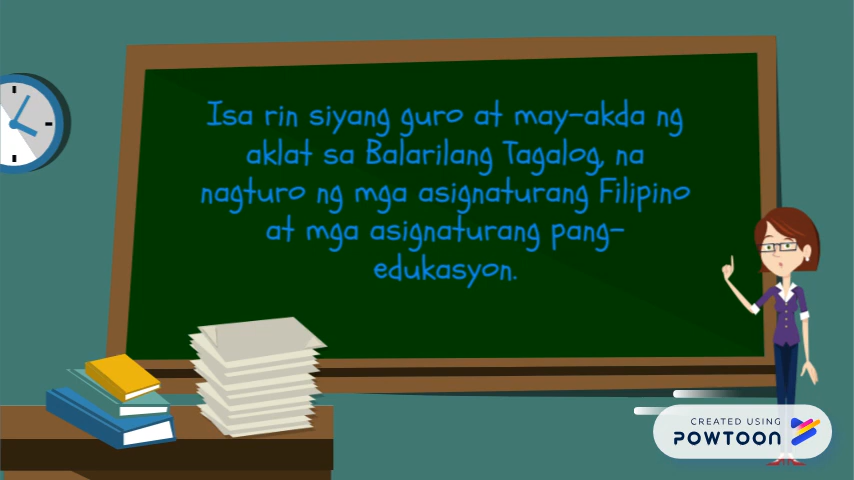 Isa rin siyang guro at may-akda ng
aklat sa Balarilang Tagalog, na
nagturo ng mga asignaturang Filipino
at mga asignaturang pang-
edukasyon.
CREATED USING
POWTOON